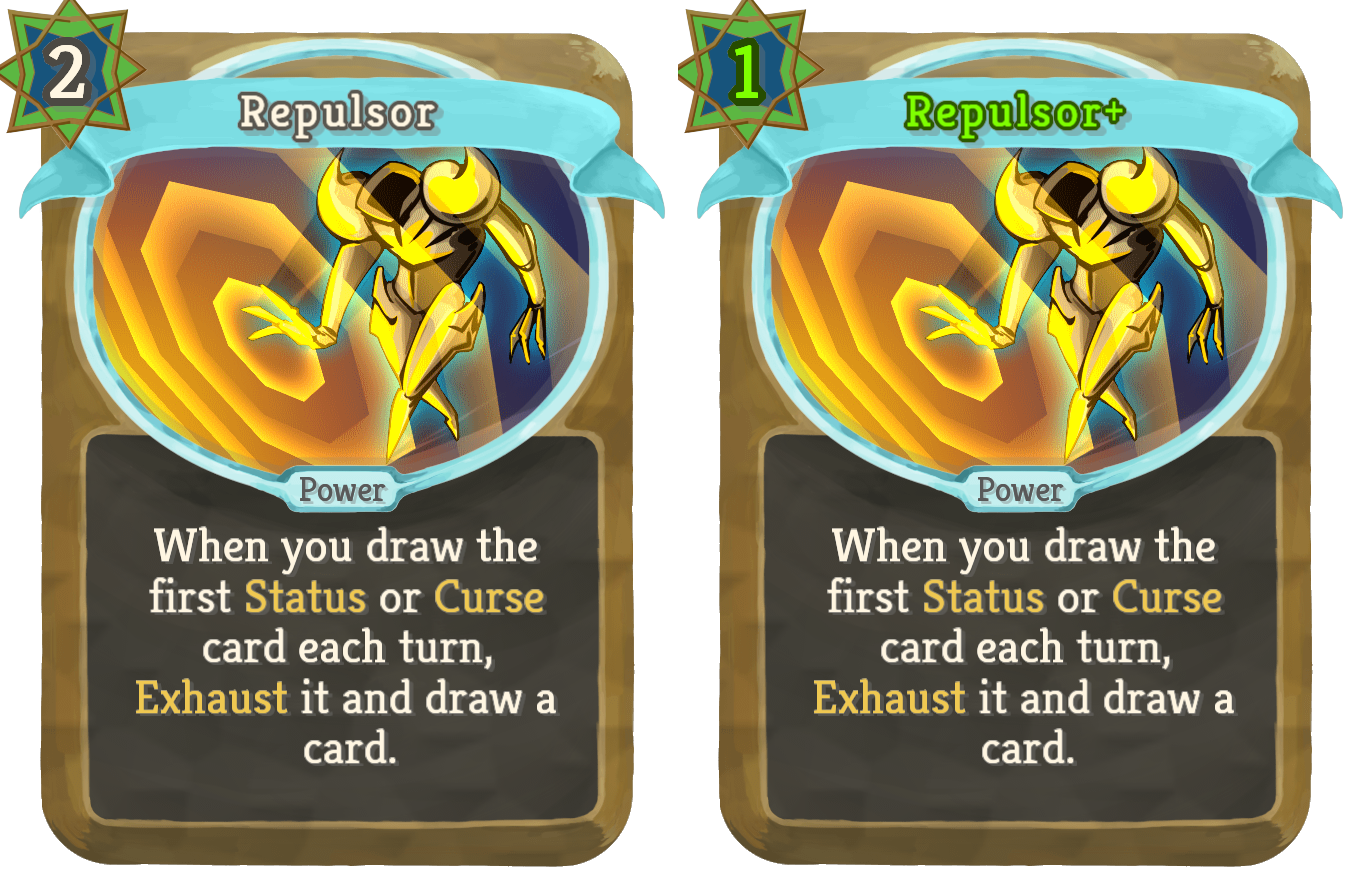 2
Repulsor
Power
When you draw the
first Status or Curse
card each turn,
Exhaust it and draw a
card.
1
Repulsor+
Power
When you draw the
first Status or Curse
card each turn,
Exhaust it and draw a
card.